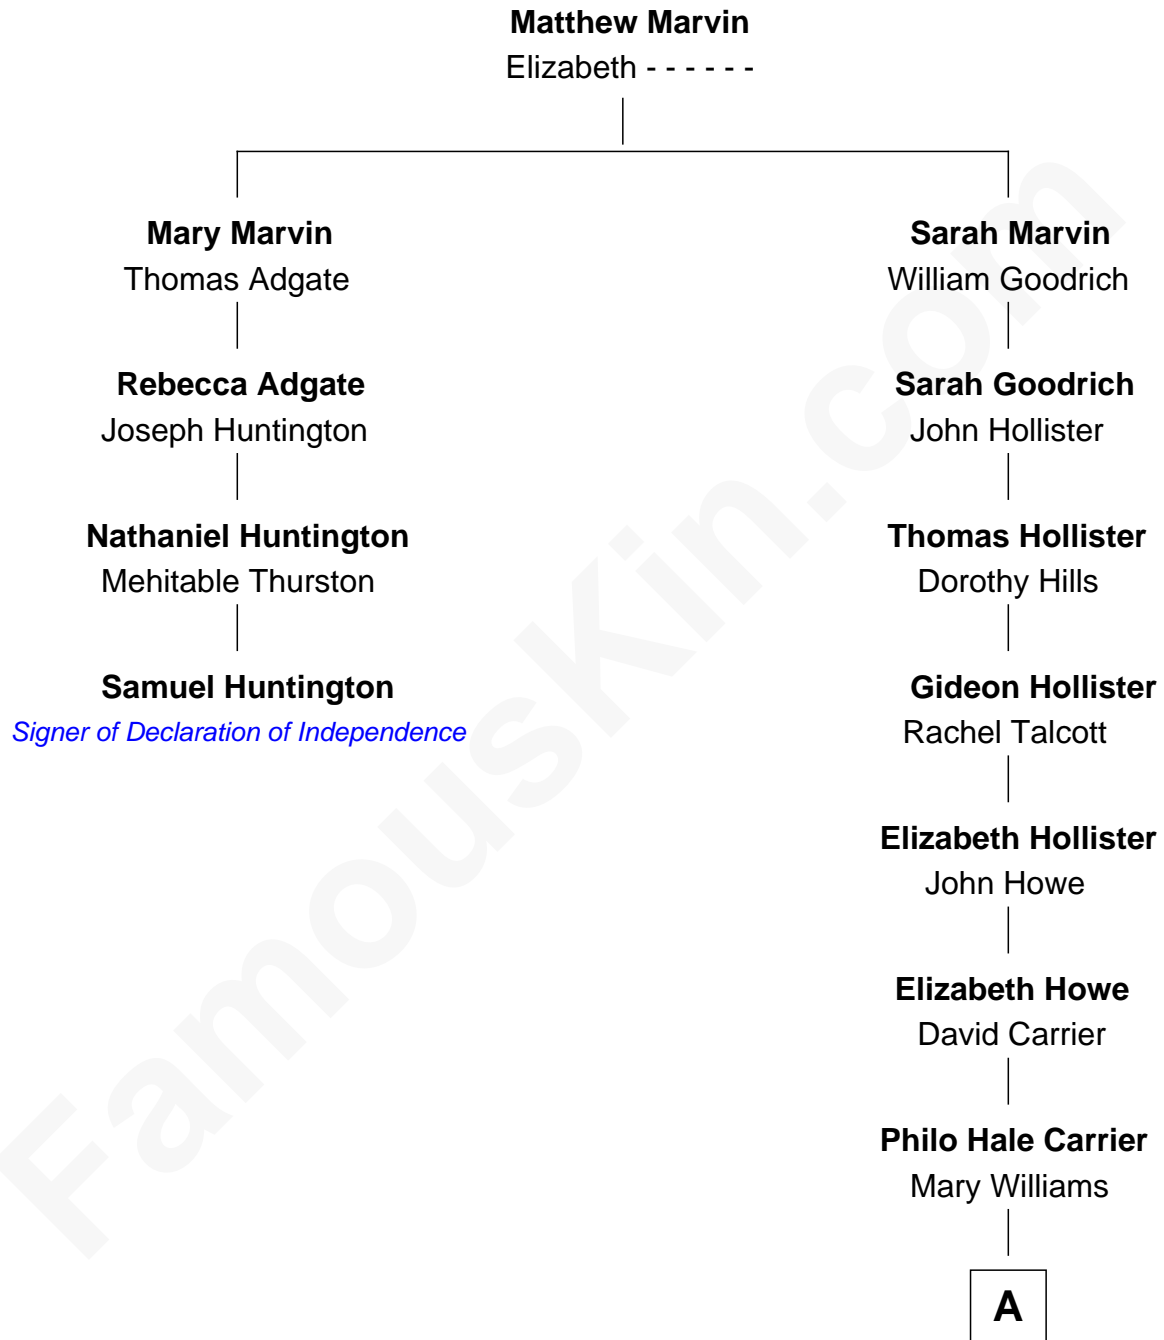 Matthew Marvin
Elizabeth - - - - - -
Mary Marvin
Thomas Adgate
Rebecca Adgate
Joseph Huntington
Nathaniel Huntington
Mehitable Thurston
Samuel Huntington
Signer of Declaration of Independence
Sarah Marvin
William Goodrich
Sarah Goodrich
John Hollister
Thomas Hollister
Dorothy Hills
Gideon Hollister
Rachel Talcott
Elizabeth Hollister
John Howe
Elizabeth Howe
David Carrier
Philo Hale Carrier
Mary Williams
A
FamousKin.com